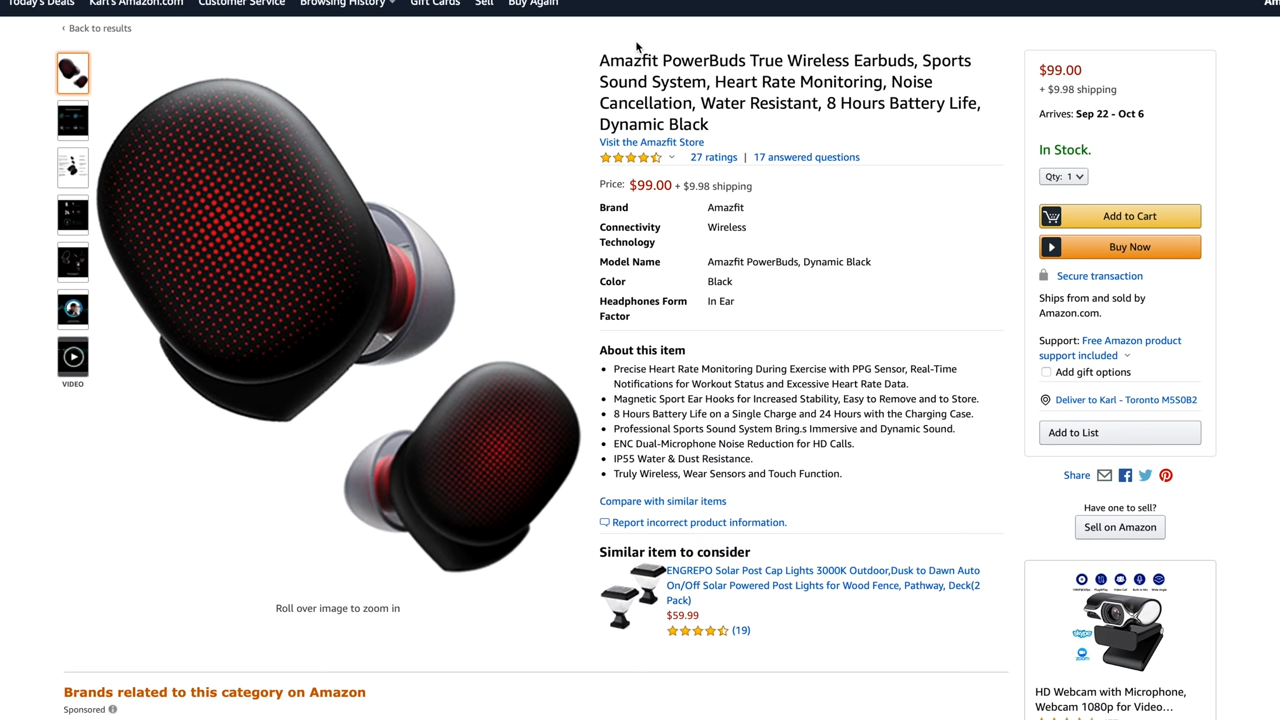 Today's Deals Karl's Amazon.com Customer Service Browsing History Gift Cards Sell Buy Again
‹ Back to results
VIDEO
Roll over image to zoom in
Amazfit PowerBuds True Wireless Earbuds, Sports
Sound System, Heart Rate Monitoring, Noise
Cancellation, Water Resistant, 8 Hours Battery Life,
Dynamic Black
Visit the Amazfit Store
27 ratings | 17 answered questions
Price: $99.00 + $9.98 shipping
Brand Amazfit
Connectivity Wireless
Technology
Model Name Amazfit PowerBuds, Dynamic Black
Color Black
Headphones Form In Ear
Factor
About this item
• Precise Heart Rate Monitoring During Exercise with PPG Sensor, Real-Time
Notifications for Workout Status and Excessive Heart Rate Data.
• Magnetic Sport Ear Hooks for Increased Stability, Easy to Remove and to Store.
• 8 Hours Battery Life on a Single Charge and 24 Hours with the Charging Case.
• Professional Sports Sound System Bring.s Immersive and Dynamic Sound.
• ENC Dual-Microphone Noise Reduction for HD Calls.
• IP55 Water & Dust Resistance.
• Truly Wireless, Wear Sensors and Touch Function.
Compare with similar items
Report incorrect product information.
Similar item to consider
ENGREPO Solar Post Cap Lights 3000K Outdoor,Dusk to Dawn Auto
On/Off Solar Powered Post Lights for Wood Fence, Pathway, Deck(2
Pack)
$59.99
(19)
$99.00
+ $9.98 shipping
Arrives: Sep 22 - Oct 6
In Stock.
Qty: 1
Add to Cart
Buy Now
Secure transaction
Ships from and sold by
Amazon.com.
Support: Free Amazon product
support included
Add gift options
Deliver to Karl - Toronto M5S0B2
Add to List
Share
Have one to sell?
Sell on Amazon
skype
zoom
HD Webcam with Microphone,
Webcam 1080p for Video…
Brands related to this category on Amazon
Sponsored